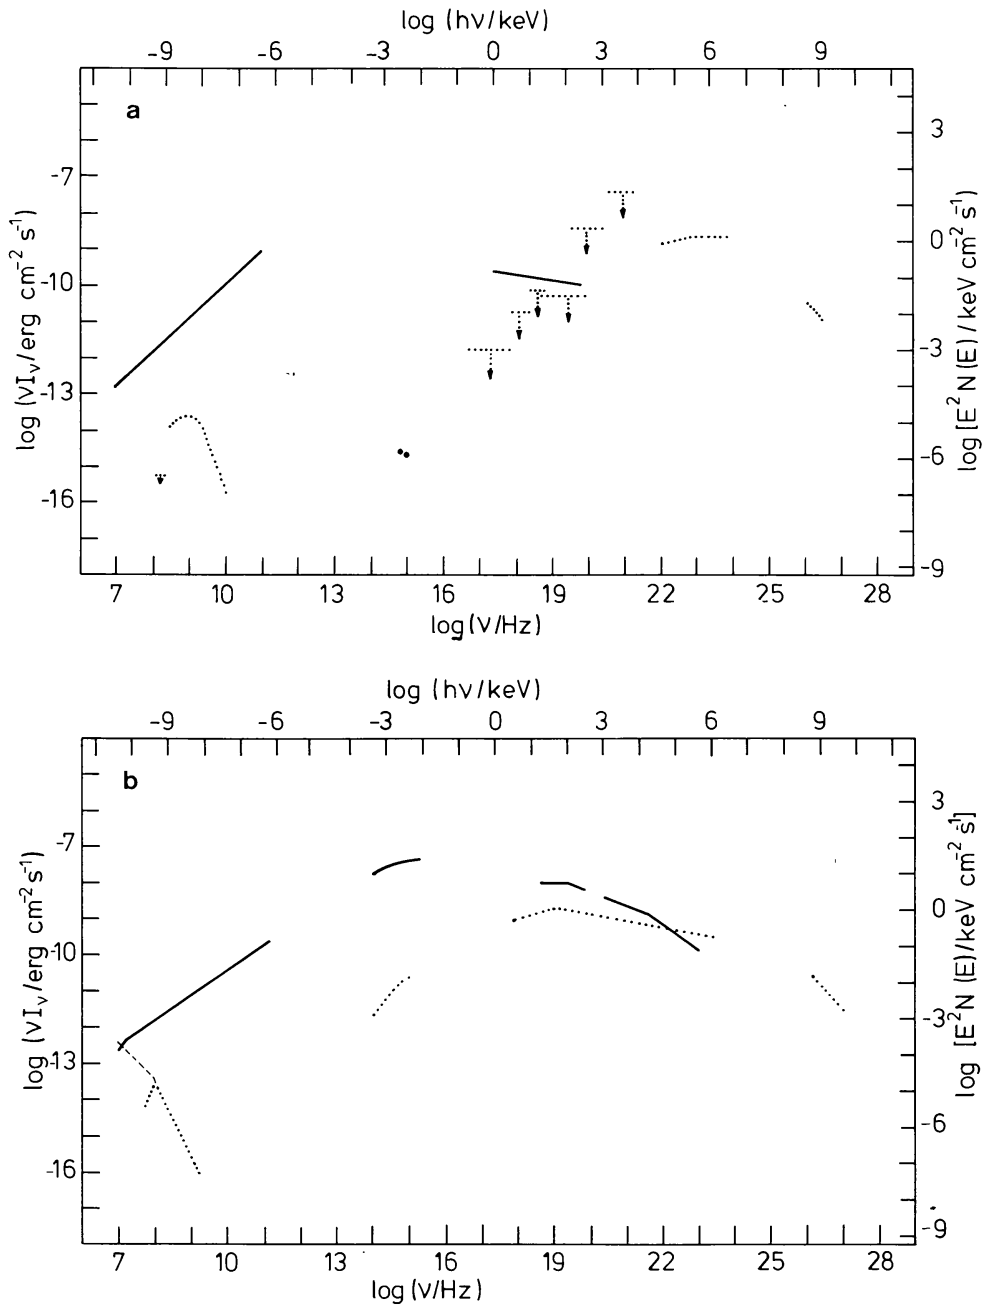 log (hν/keV)
-9 -6 -3 0 3 6 9
a
3
-7
0
-10
-3
-13
-6
-16
-9
log (νIν/erg cm⁻² s⁻¹)
log [E² N(E)/keV cm⁻² s⁻¹]
7 10 13 16 19 22 25 28
log (ν/Hz)
log (hν/keV)
-9 -6 -3 0 3 6 9
b
3
-7
0
-10
-3
-13
-6
-16
-9
log (νIν/erg cm⁻² s⁻¹)
log [E² N(E)/keV cm⁻² s⁻¹]
7 10 13 16 19 22 25 28
log (ν/Hz)